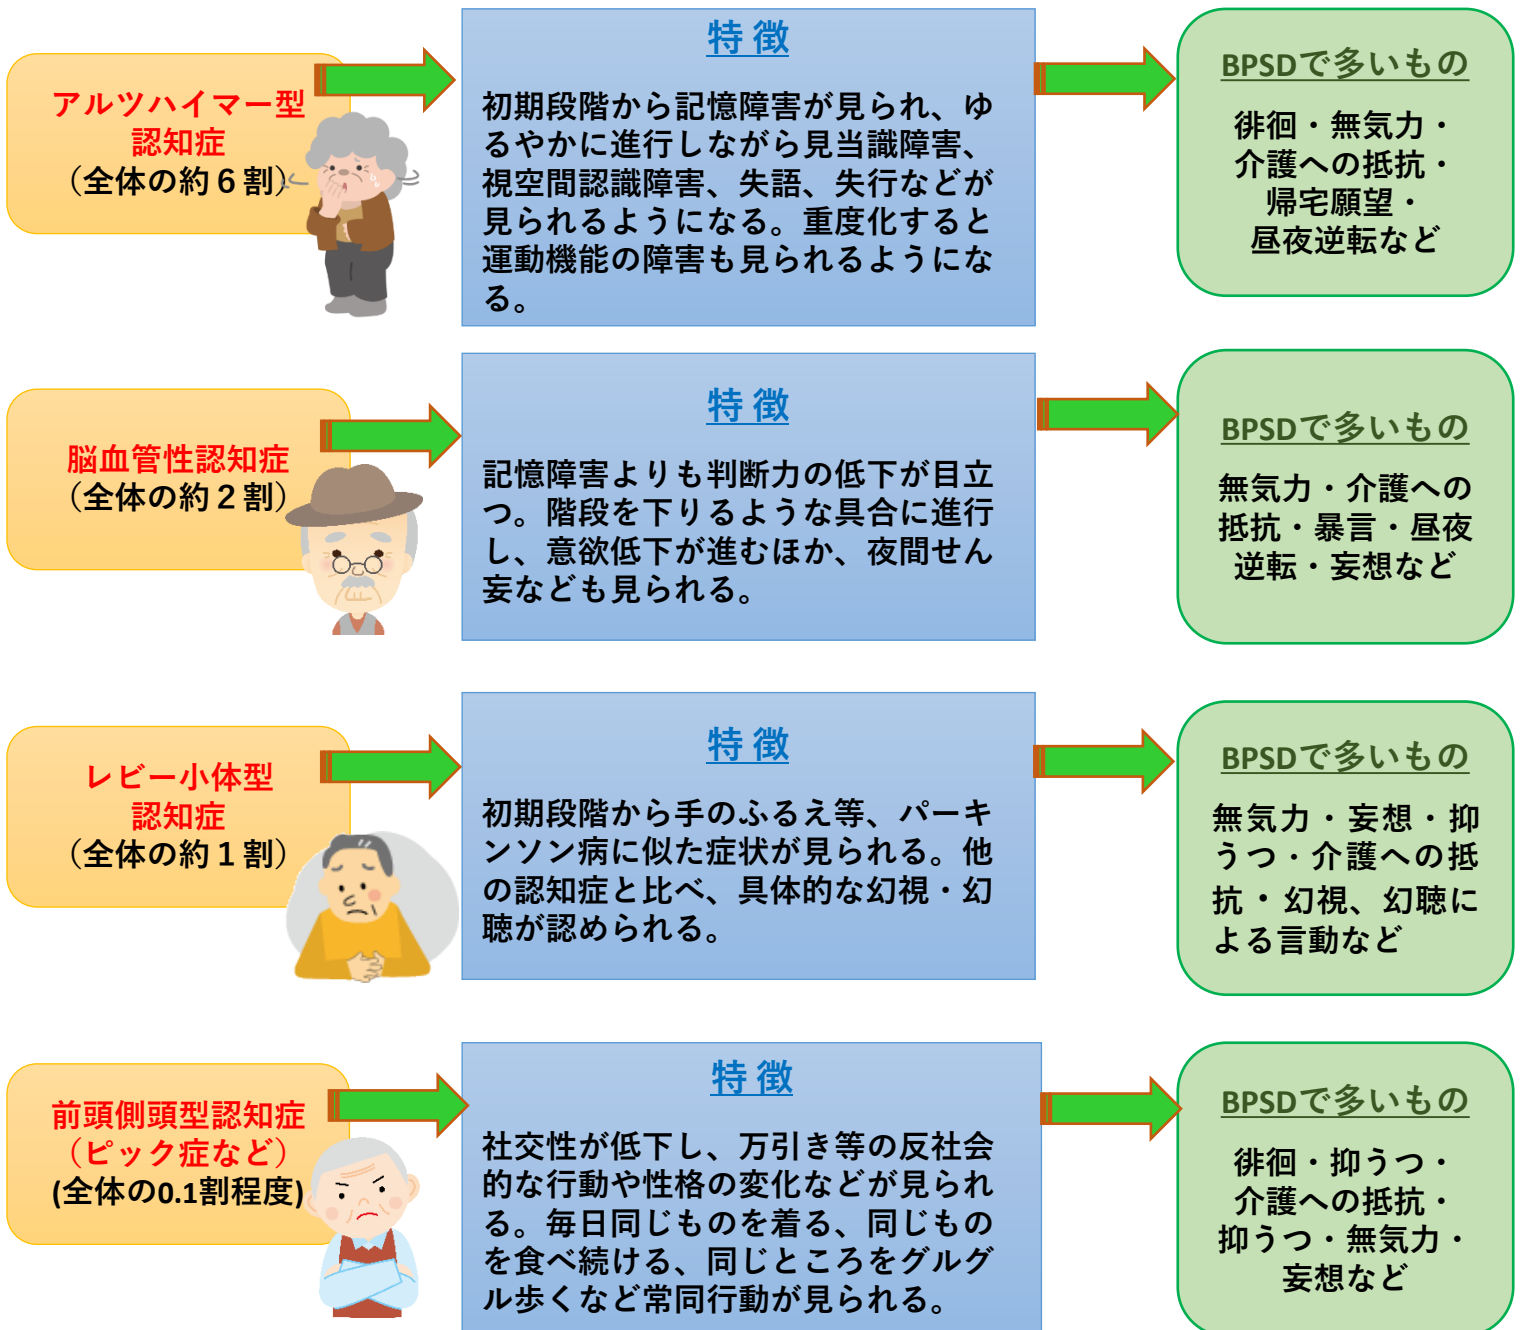 アルツハイマー型
認知症
（全体の約６割）
特 徴
初期段階から記憶障害が見られ、ゆ
るやかに進行しながら見当識障害、
視空間認識障害、失語、失行などが
見られるようになる。重度化すると
運動機能の障害も見られるようにな
る。
BPSDで多いもの
徘徊・無気力・
介護への抵抗・
帰宅願望・
昼夜逆転など
脳血管性認知症
（全体の約２割）
特 徴
記憶障害よりも判断力の低下が目立
つ。階段を下りるような具合に進行
し、意欲低下が進むほか、夜間せん
妄なども見られる。
BPSDで多いもの
無気力・介護への
抵抗・暴言・昼夜
逆転・妄想など
レビー小体型
認知症
（全体の約１割）
特 徴
初期段階から手のふるえ等、パーキ
ンソン病に似た症状が見られる。他
の認知症と比べ、具体的な幻視・幻
聴が認められる。
BPSDで多いもの
無気力・妄想・抑
うつ・介護への抵
抗・幻視、幻聴に
よる言動など
前頭側頭型認知症
（ピック症など）
(全体の0.1割程度)
特 徴
社交性が低下し、万引き等の反社会
的な行動や性格の変化などが見られ
る。毎日同じものを着る、同じもの
を食べ続ける、同じところをグルグ
ル歩くなど常同行動が見られる。
BPSDで多いもの
徘徊・抑うつ・
介護への抵抗・
抑うつ・無気力・
妄想など